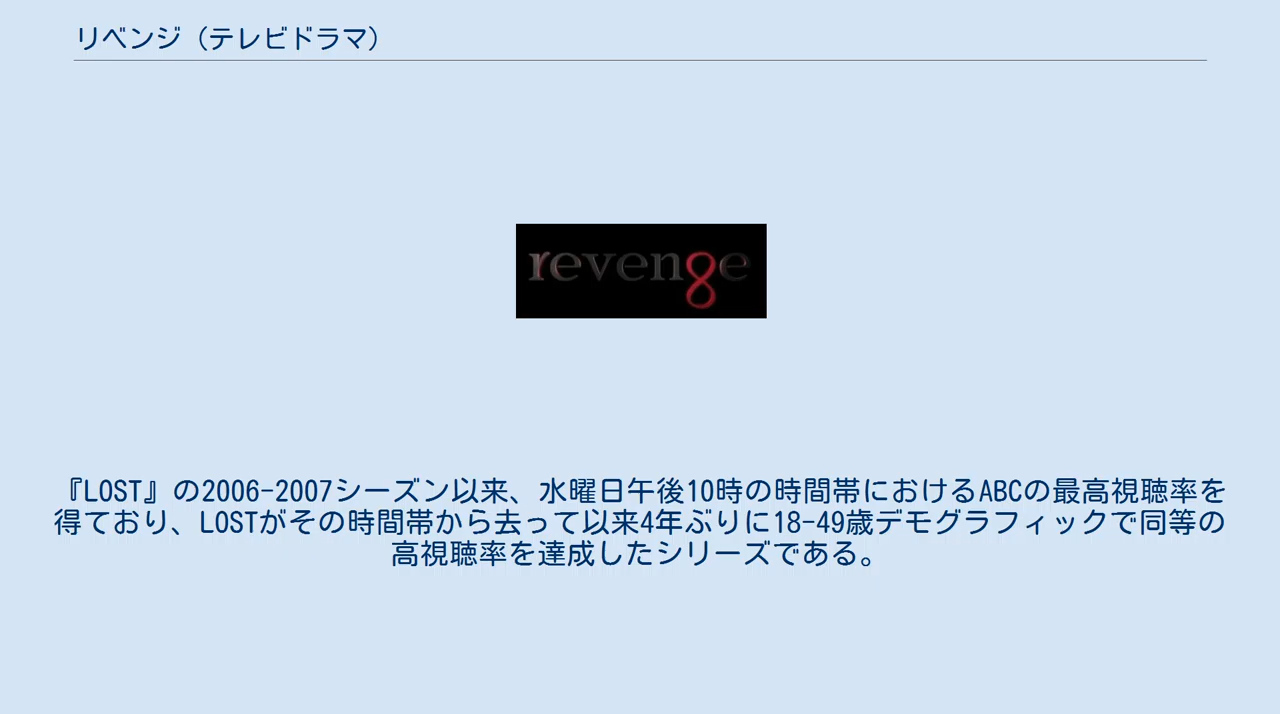 リベンジ（テレビドラマ）
revenge
『LOST』の2006-2007シーズン以来、水曜日午後10時の時間帯におけるABCの最高視聴率を
得ており、LOSTがその時間帯から去って以来4年ぶりに18-49歳デモグラフィックで同等の
高視聴率を達成したシリーズである。